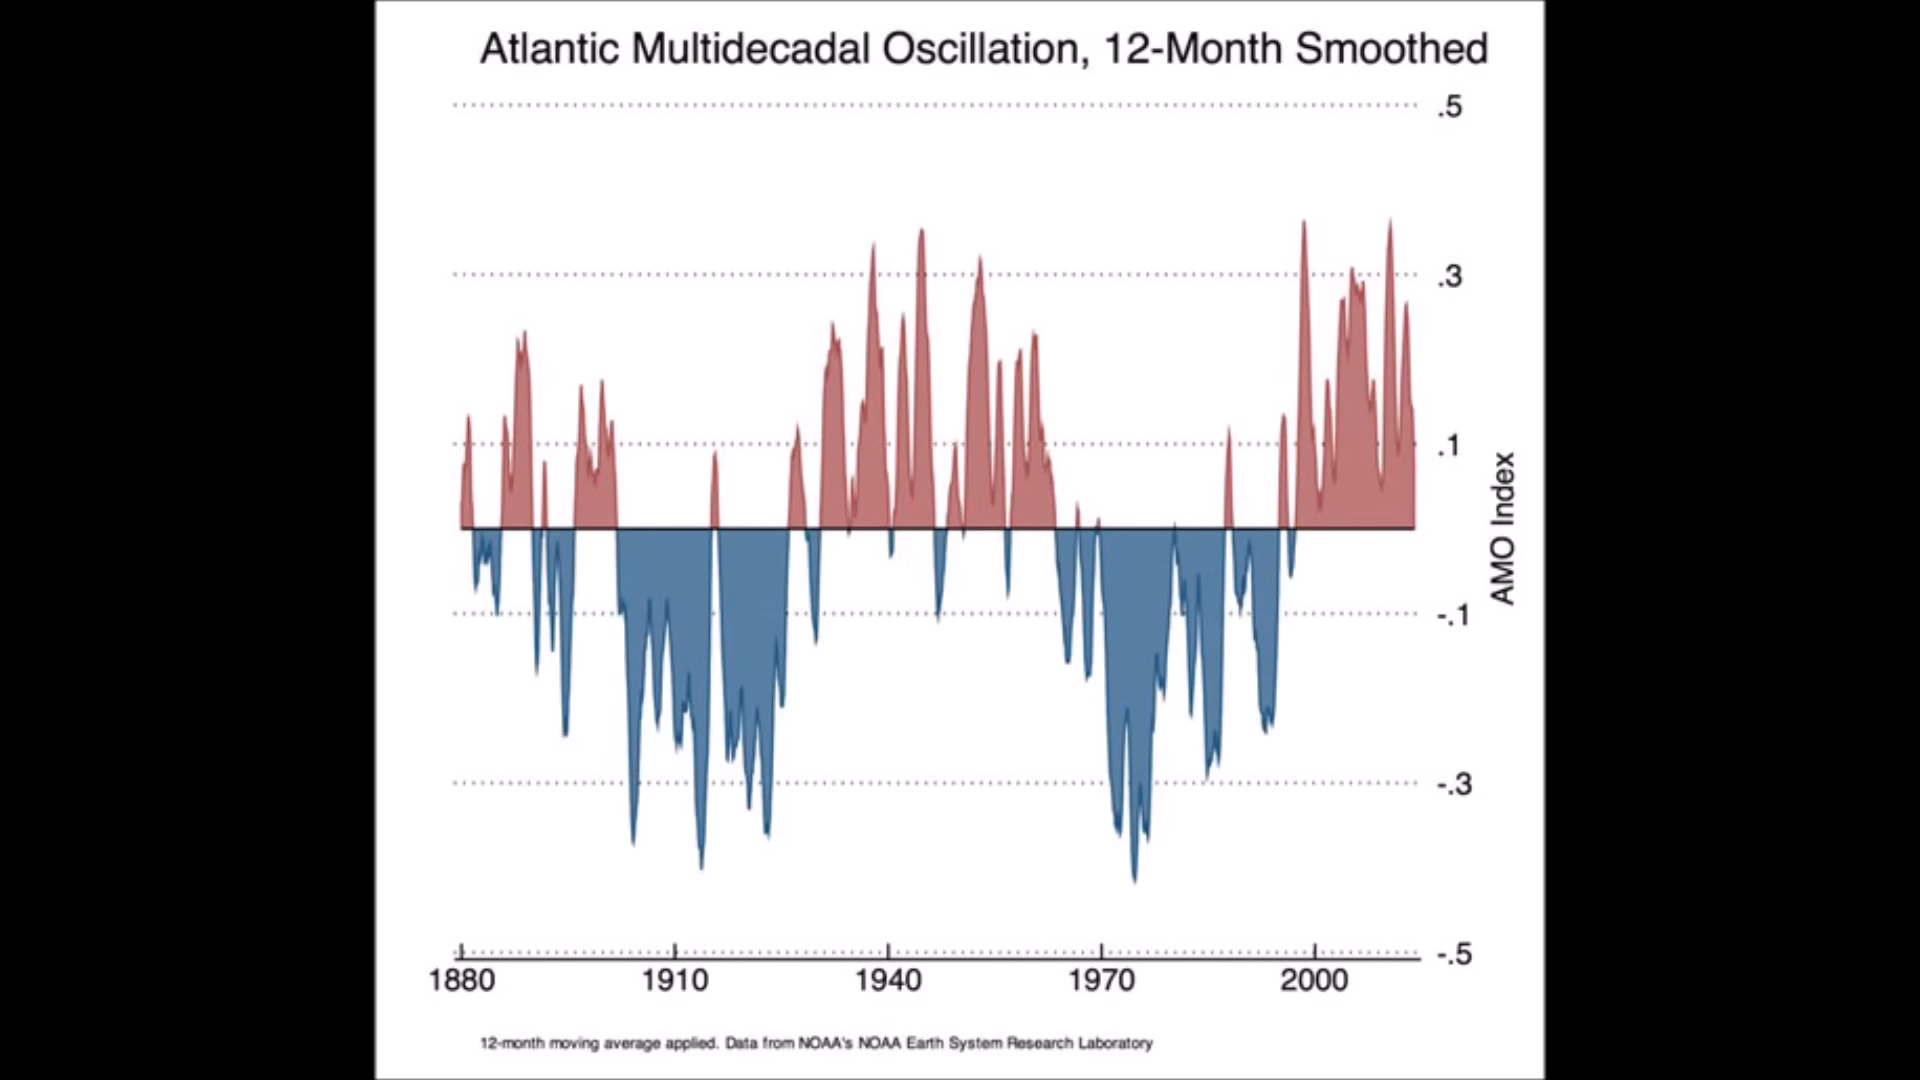 Atlantic Multidecadal Oscillation, 12-Month Smoothed
.5
.3
.1
-.1
-.3
-.5
AMO Index
1880 1910 1940 1970 2000
12-month moving average applied. Data from NOAA's NOAA Earth System Research Laboratory